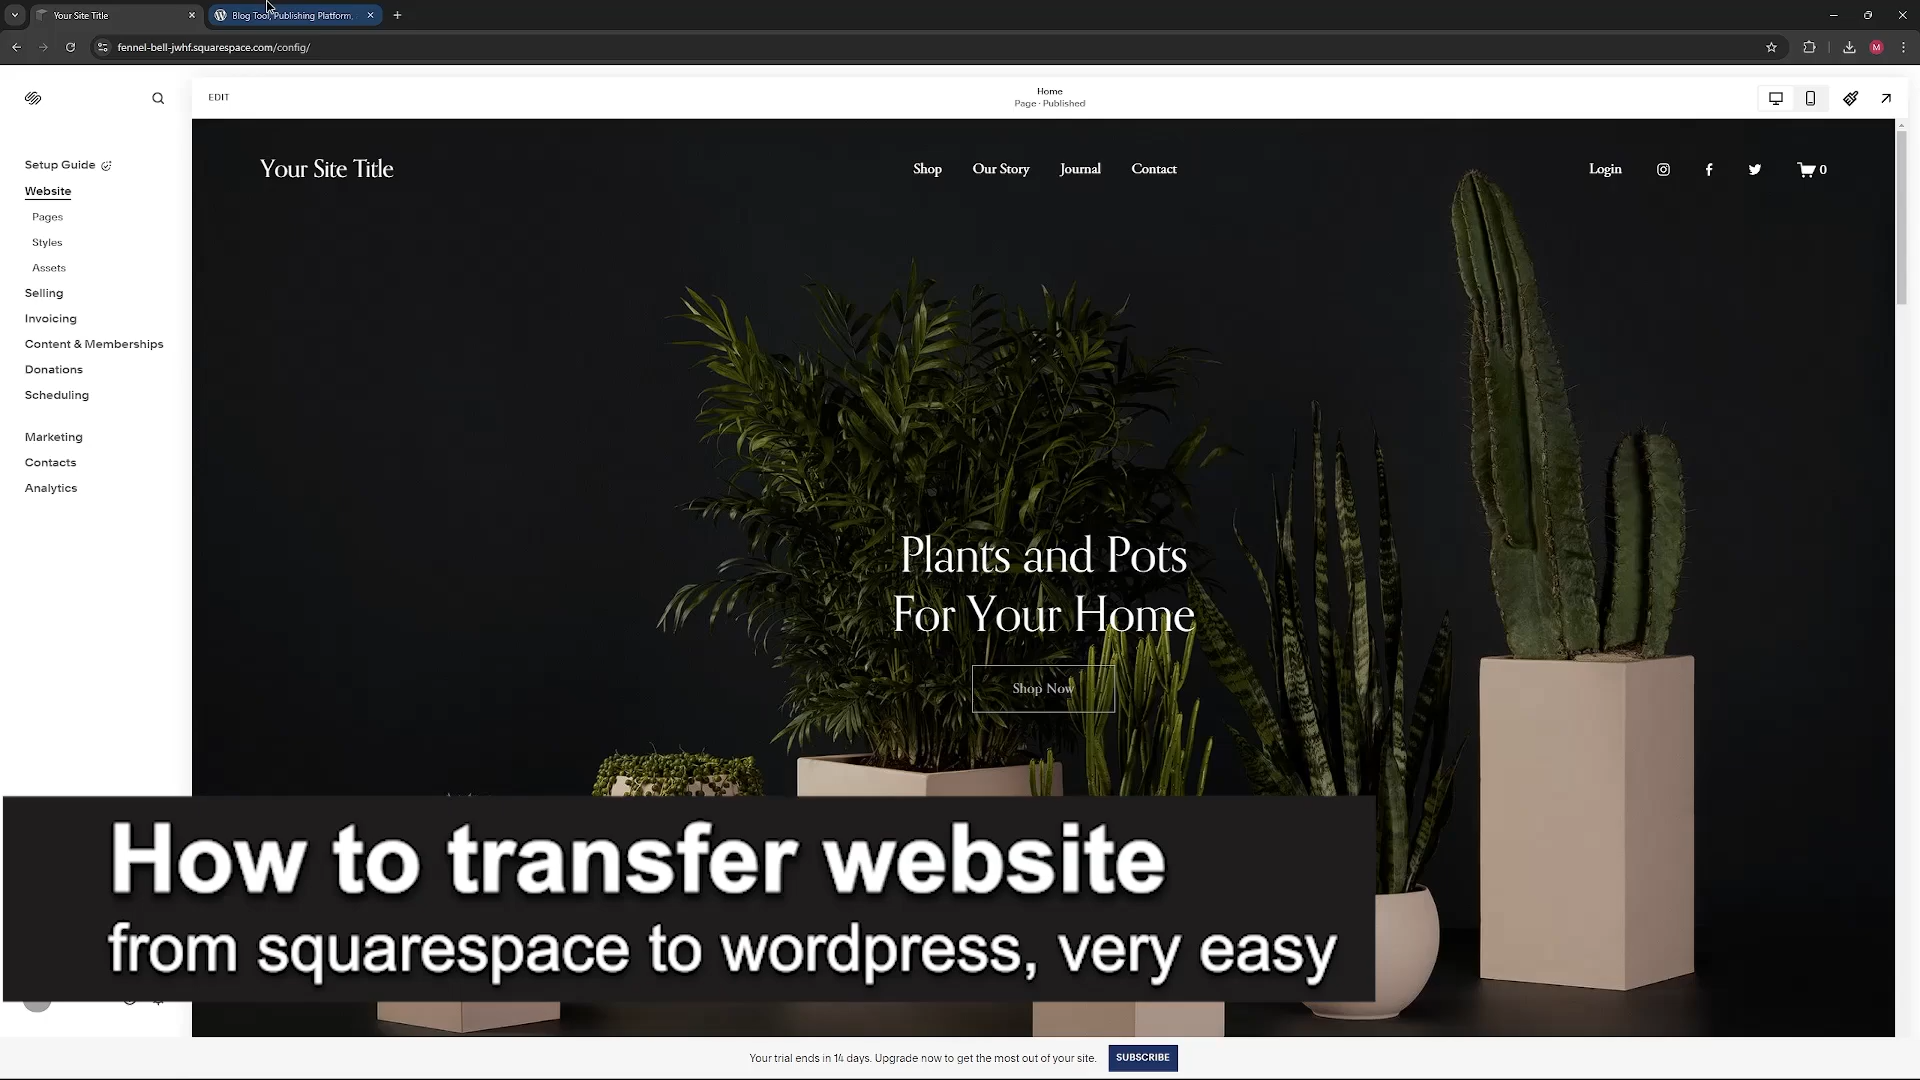 Your Site Title
Blog Tool, Publishing Platform,
fennel-bell-jwhf.squarespace.com/config/
M
EDIT
Home
Page · Published
Setup Guide
Website
Pages
Styles
Assets
Selling
Invoicing
Content & Memberships
Donations
Scheduling
Marketing
Contacts
Analytics
Your Site Title
Shop
Our Story
Journal
Contact
Login
0
Plants and Pots
For Your Home
Shop Now
How to transfer website
from squarespace to wordpress, very easy
Your trial ends in 14 days. Upgrade now to get the most out of your site.
SUBSCRIBE